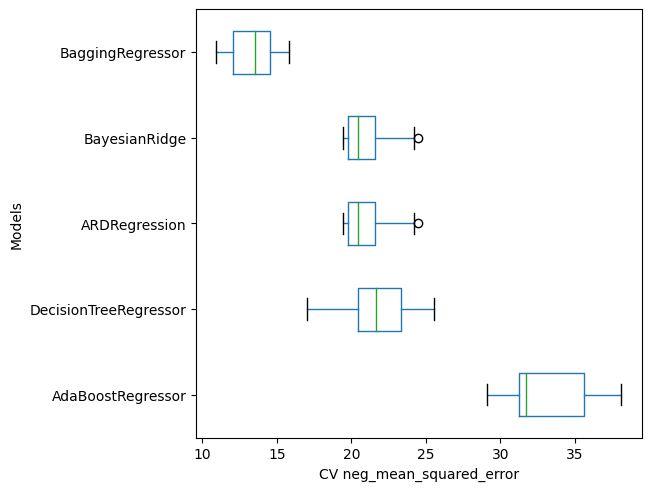 BaggingRegressor
BayesianRidge
ARDRegression
DecisionTreeRegressor
AdaBoostRegressor
Models
10 15 20 25 30 35
CV neg_mean_squared_error